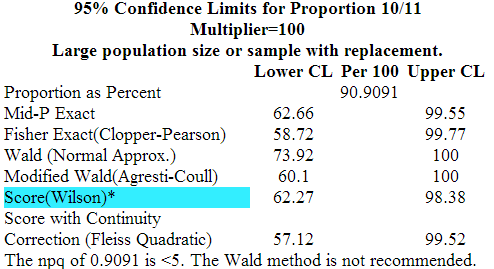 95% Confidence Limits for Proportion 10/11
Multiplier=100
Large population size or sample with replacement.
Lower CL Per 100 Upper CL
Proportion as Percent 90.9091
Mid-P Exact 62.66 99.55
Fisher Exact(Clopper-Pearson) 58.72 99.77
Wald (Normal Approx.) 73.92 100
Modified Wald(Agresti-Coull) 60.1 100
Score(Wilson)* 62.27 98.38
Score with Continuity
Correction (Fleiss Quadratic) 57.12 99.52
The npq of 0.9091 is <5. The Wald method is not recommended.